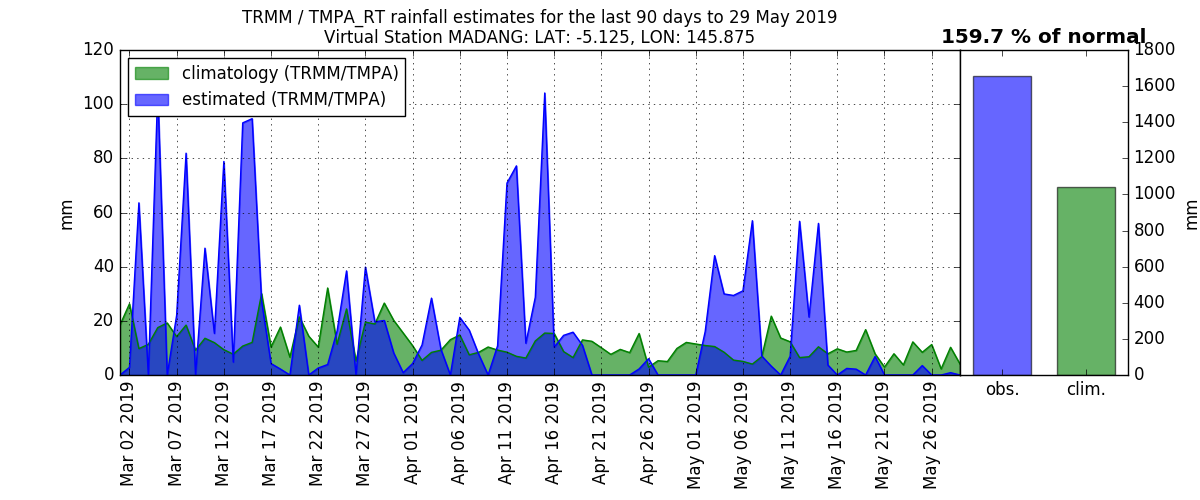 TRMM / TMPA_RT rainfall estimates for the last 90 days to 29 May 2019
Virtual Station MADANG: LAT: -5.125, LON: 145.875
159.7 % of normal
climatology (TRMM/TMPA)
estimated (TRMM/TMPA)
mm
120
100
80
60
40
20
0
Mar 02 2019
Mar 07 2019
Mar 12 2019
Mar 17 2019
Mar 22 2019
Mar 27 2019
Apr 01 2019
Apr 06 2019
Apr 11 2019
Apr 16 2019
Apr 21 2019
Apr 26 2019
May 01 2019
May 06 2019
May 11 2019
May 16 2019
May 21 2019
May 26 2019
obs.
clim.
1800
1600
1400
1200
1000
800
600
400
200
0
mm